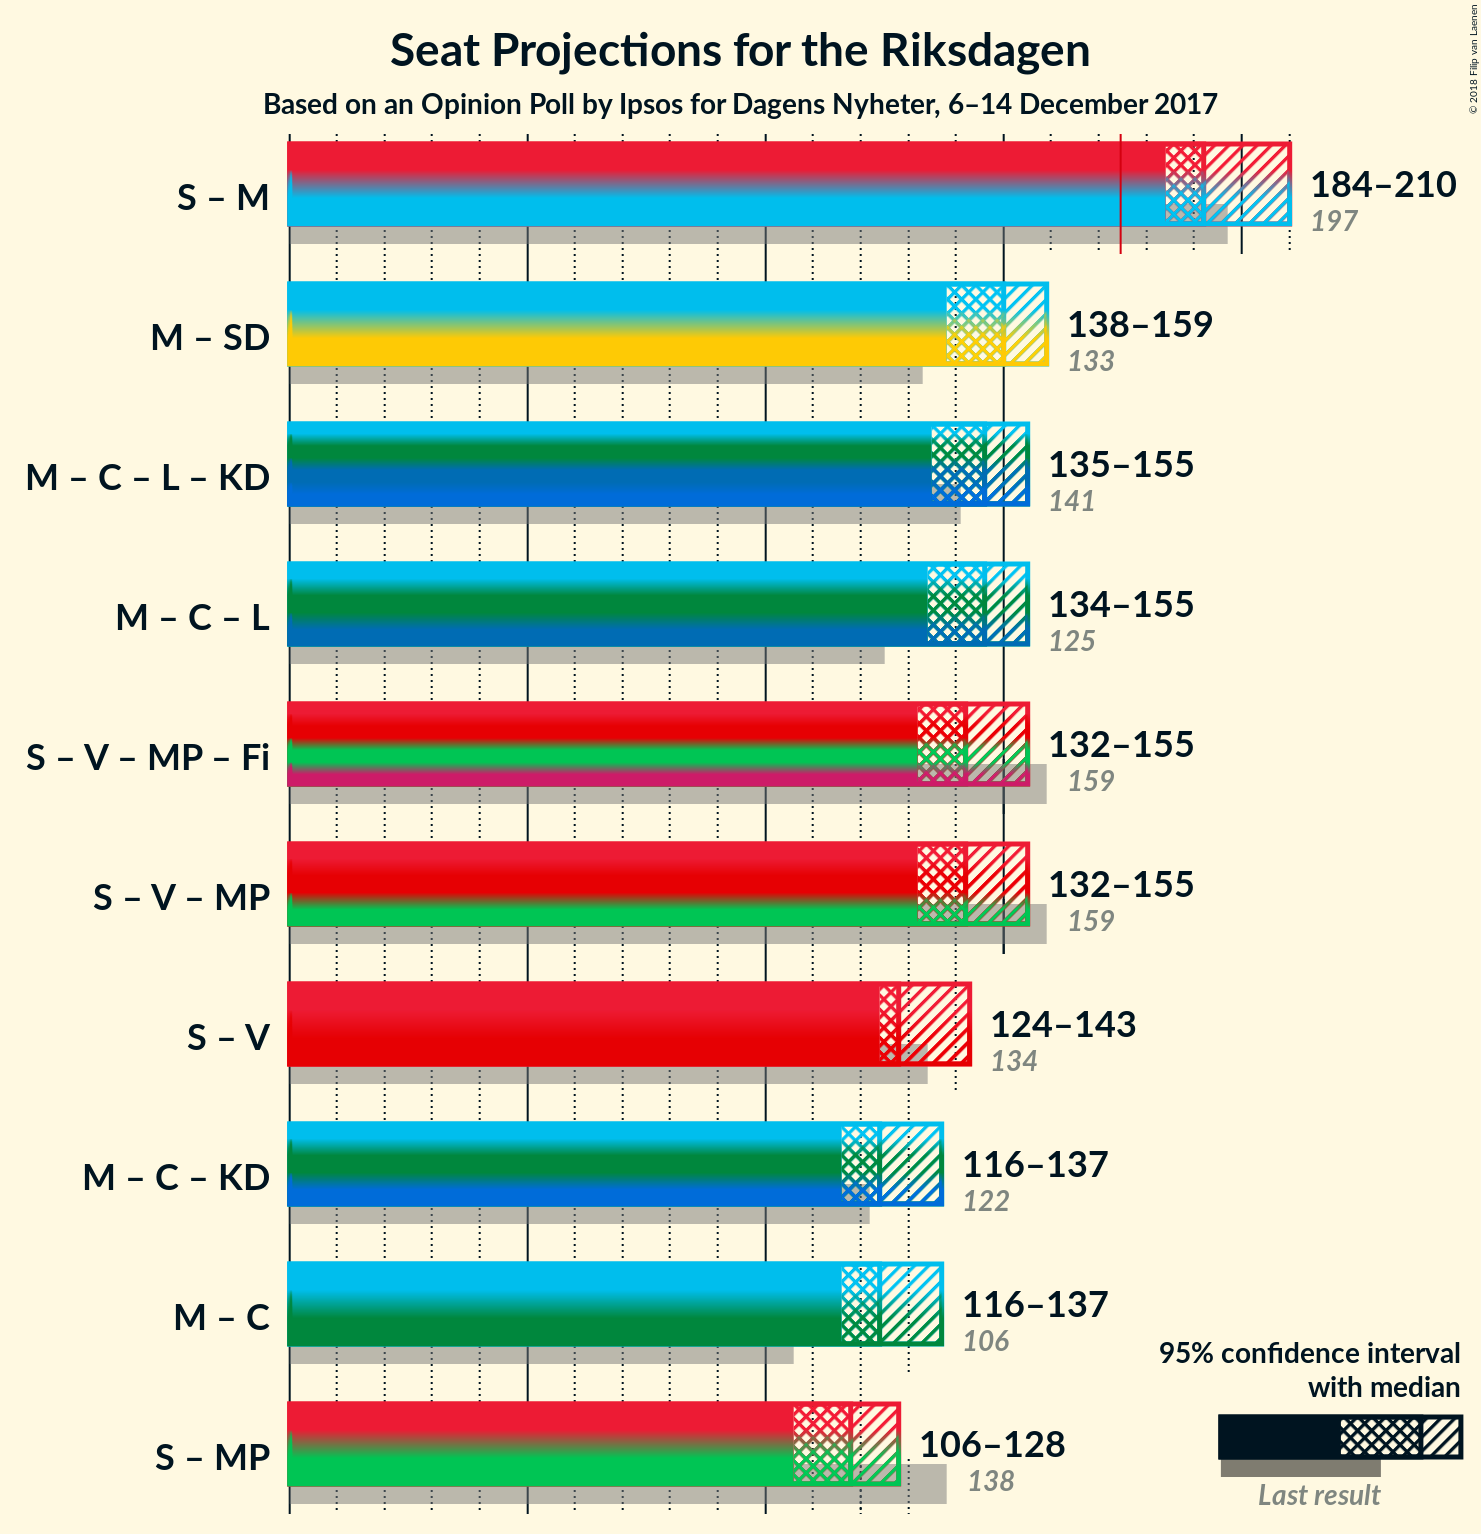 Seat Projections for the Riksdagen
Based on an Opinion Poll by Ipsos for Dagens Nyheter, 6–14 December 2017
© 2018 Filip van Laenen
S – M
184–210
197
M – SD
138–159
133
M – C – L – KD
135–155
141
M – C – L
134–155
125
S – V – MP – Fi
132–155
159
S – V – MP
132–155
159
S – V
124–143
134
M – C – KD
116–137
122
M – C
116–137
106
S – MP
106–128
138
95% confidence interval
with median
Last result